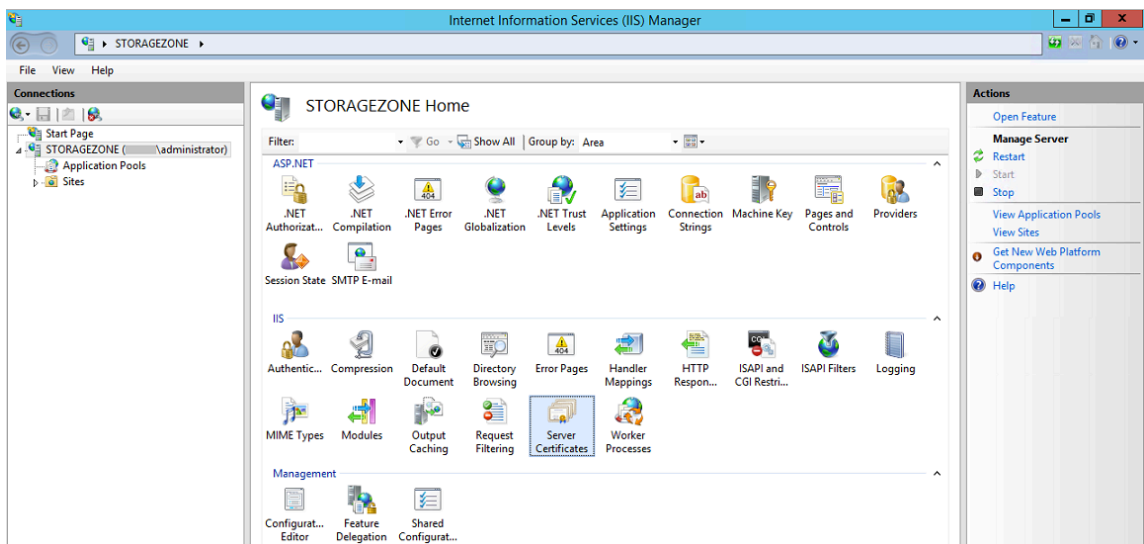 Internet Information Services (IIS) Manager
STORAGEZONE
File View Help
Connections
Start Page
STORAGEZONE ( \administrator)
Application Pools
Sites
STORAGEZONE Home
Filter: Go Show All Group by: Area
ASP.NET
.NET Authorizat...
.NET Compilation
.NET Error Pages
.NET Globalization
.NET Trust Levels
Application Settings
Connection Strings
Machine Key
Pages and Controls
Providers
Session State
SMTP E-mail
IIS
Authentic...
Compression
Default Document
Directory Browsing
Error Pages
Handler Mappings
HTTP Respon...
ISAPI and CGI Restri...
ISAPI Filters
Logging
MIME Types
Modules
Output Caching
Request Filtering
Server Certificates
Worker Processes
Management
Configurat... Editor
Feature Delegation
Shared Configurat...
Actions
Open Feature
Manage Server
Restart
Start
Stop
View Application Pools
View Sites
Get New Web Platform
Components
Help